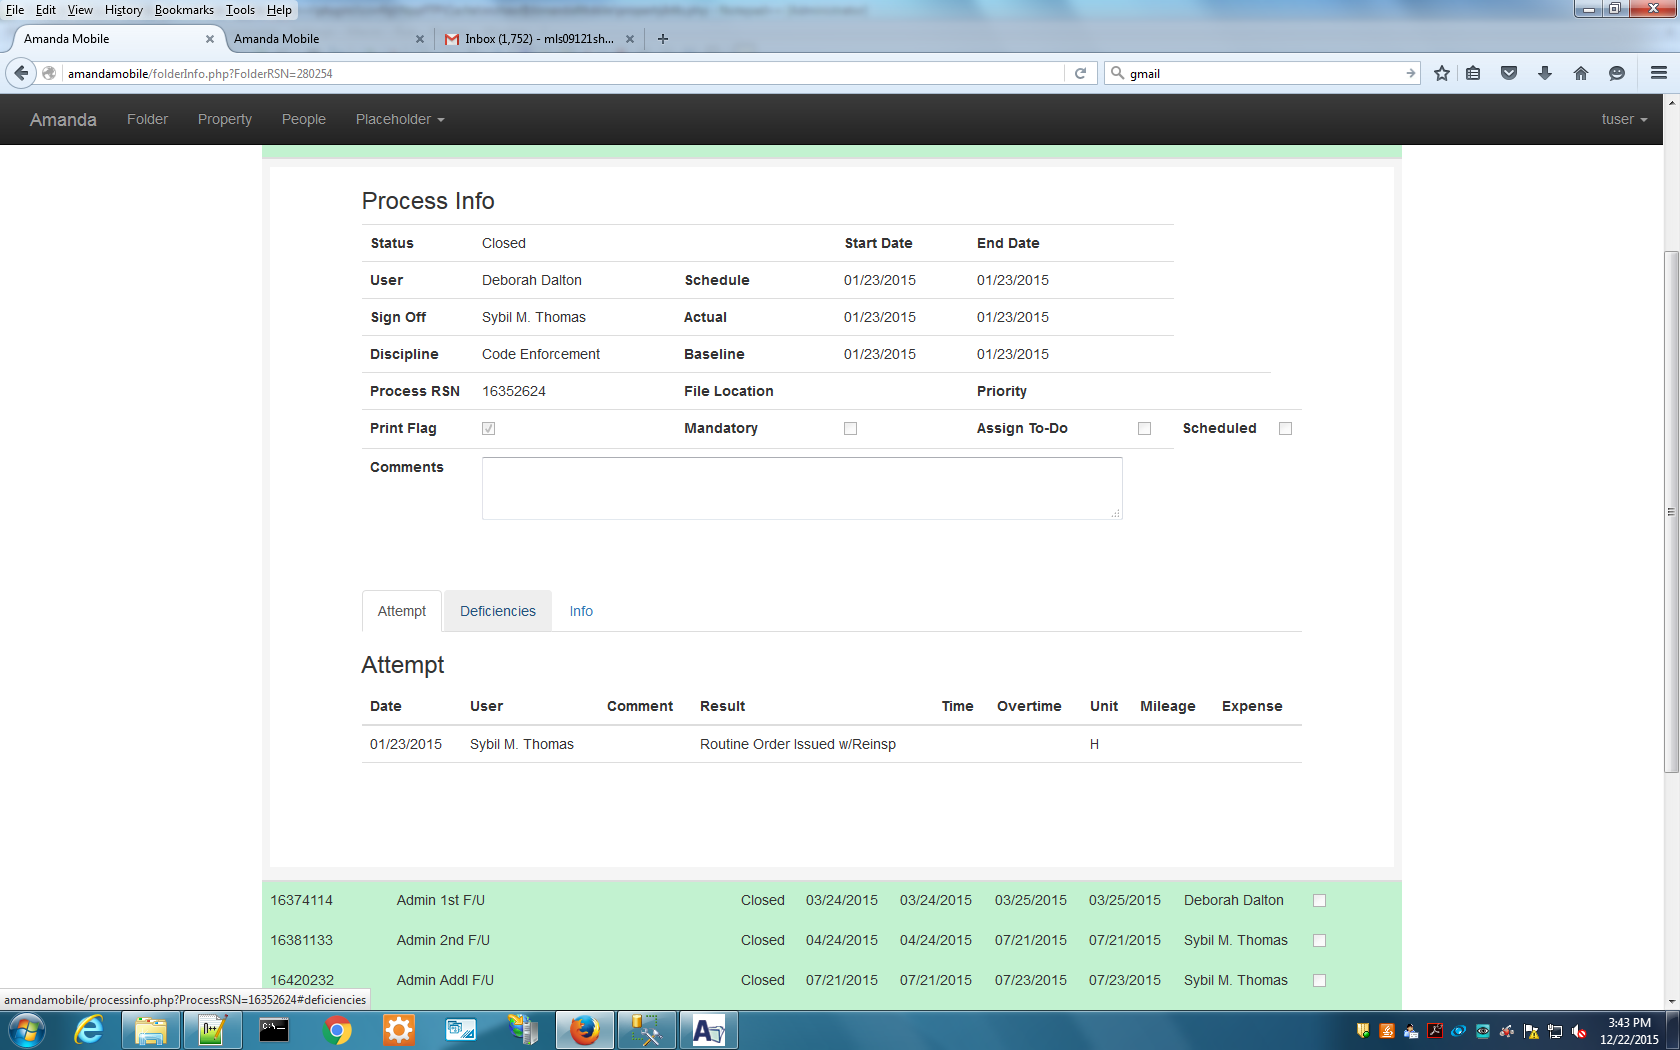 File Edit View History Bookmarks Tools Help
Amanda Mobile Amanda Mobile Inbox (1,752) - mls09121sh...
amandamobile/folderInfo.php?FolderRSN=280254 gmail
Amanda Folder Property People Placeholder tuser
Process Info
Status Closed Start Date End Date
User Deborah Dalton Schedule 01/23/2015 01/23/2015
Sign Off Sybil M. Thomas Actual 01/23/2015 01/23/2015
Discipline Code Enforcement Baseline 01/23/2015 01/23/2015
Process RSN 16352624 File Location Priority
Print Flag Mandatory Assign To-Do Scheduled
Comments
Attempt Deficiencies Info
Attempt
Date User Comment Result Time Overtime Unit Mileage Expense
01/23/2015 Sybil M. Thomas Routine Order Issued w/Reinsp H
16374114 Admin 1st F/U Closed 03/24/2015 03/24/2015 03/25/2015 03/25/2015 Deborah Dalton
16381133 Admin 2nd F/U Closed 04/24/2015 04/24/2015 07/21/2015 07/21/2015 Sybil M. Thomas
16420232 Admin Addl F/U Closed 07/21/2015 07/21/2015 07/23/2015 07/23/2015 Sybil M. Thomas
amandamobile/processinfo.php?ProcessRSN=16352624#deficiencies
3:43 PM
12/22/2015